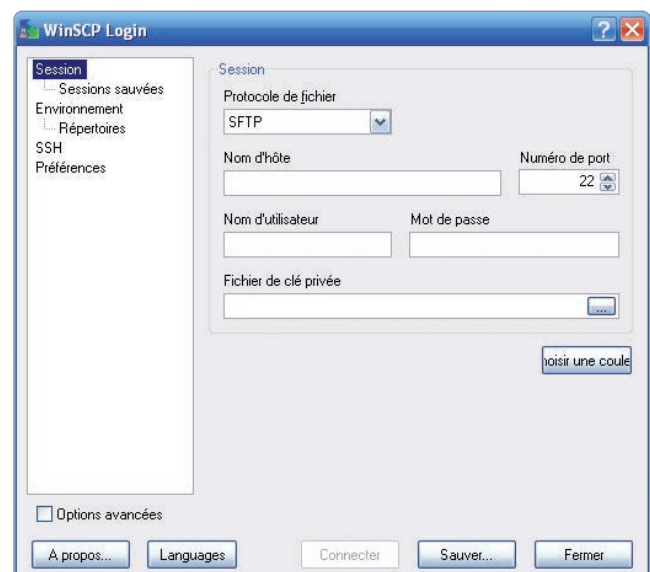 WinSCP Login
Session
Sessions sauvées
Environnement
Répertoires
SSH
Préférences
Session
Protocole de fichier
SFTP
Nom d'hôte
Numéro de port
22
Nom d'utilisateur
Mot de passe
Fichier de clé privée
...
hoisir une coule
Options avancées
A propos...
Languages
Connecter
Sauver...
Fermer